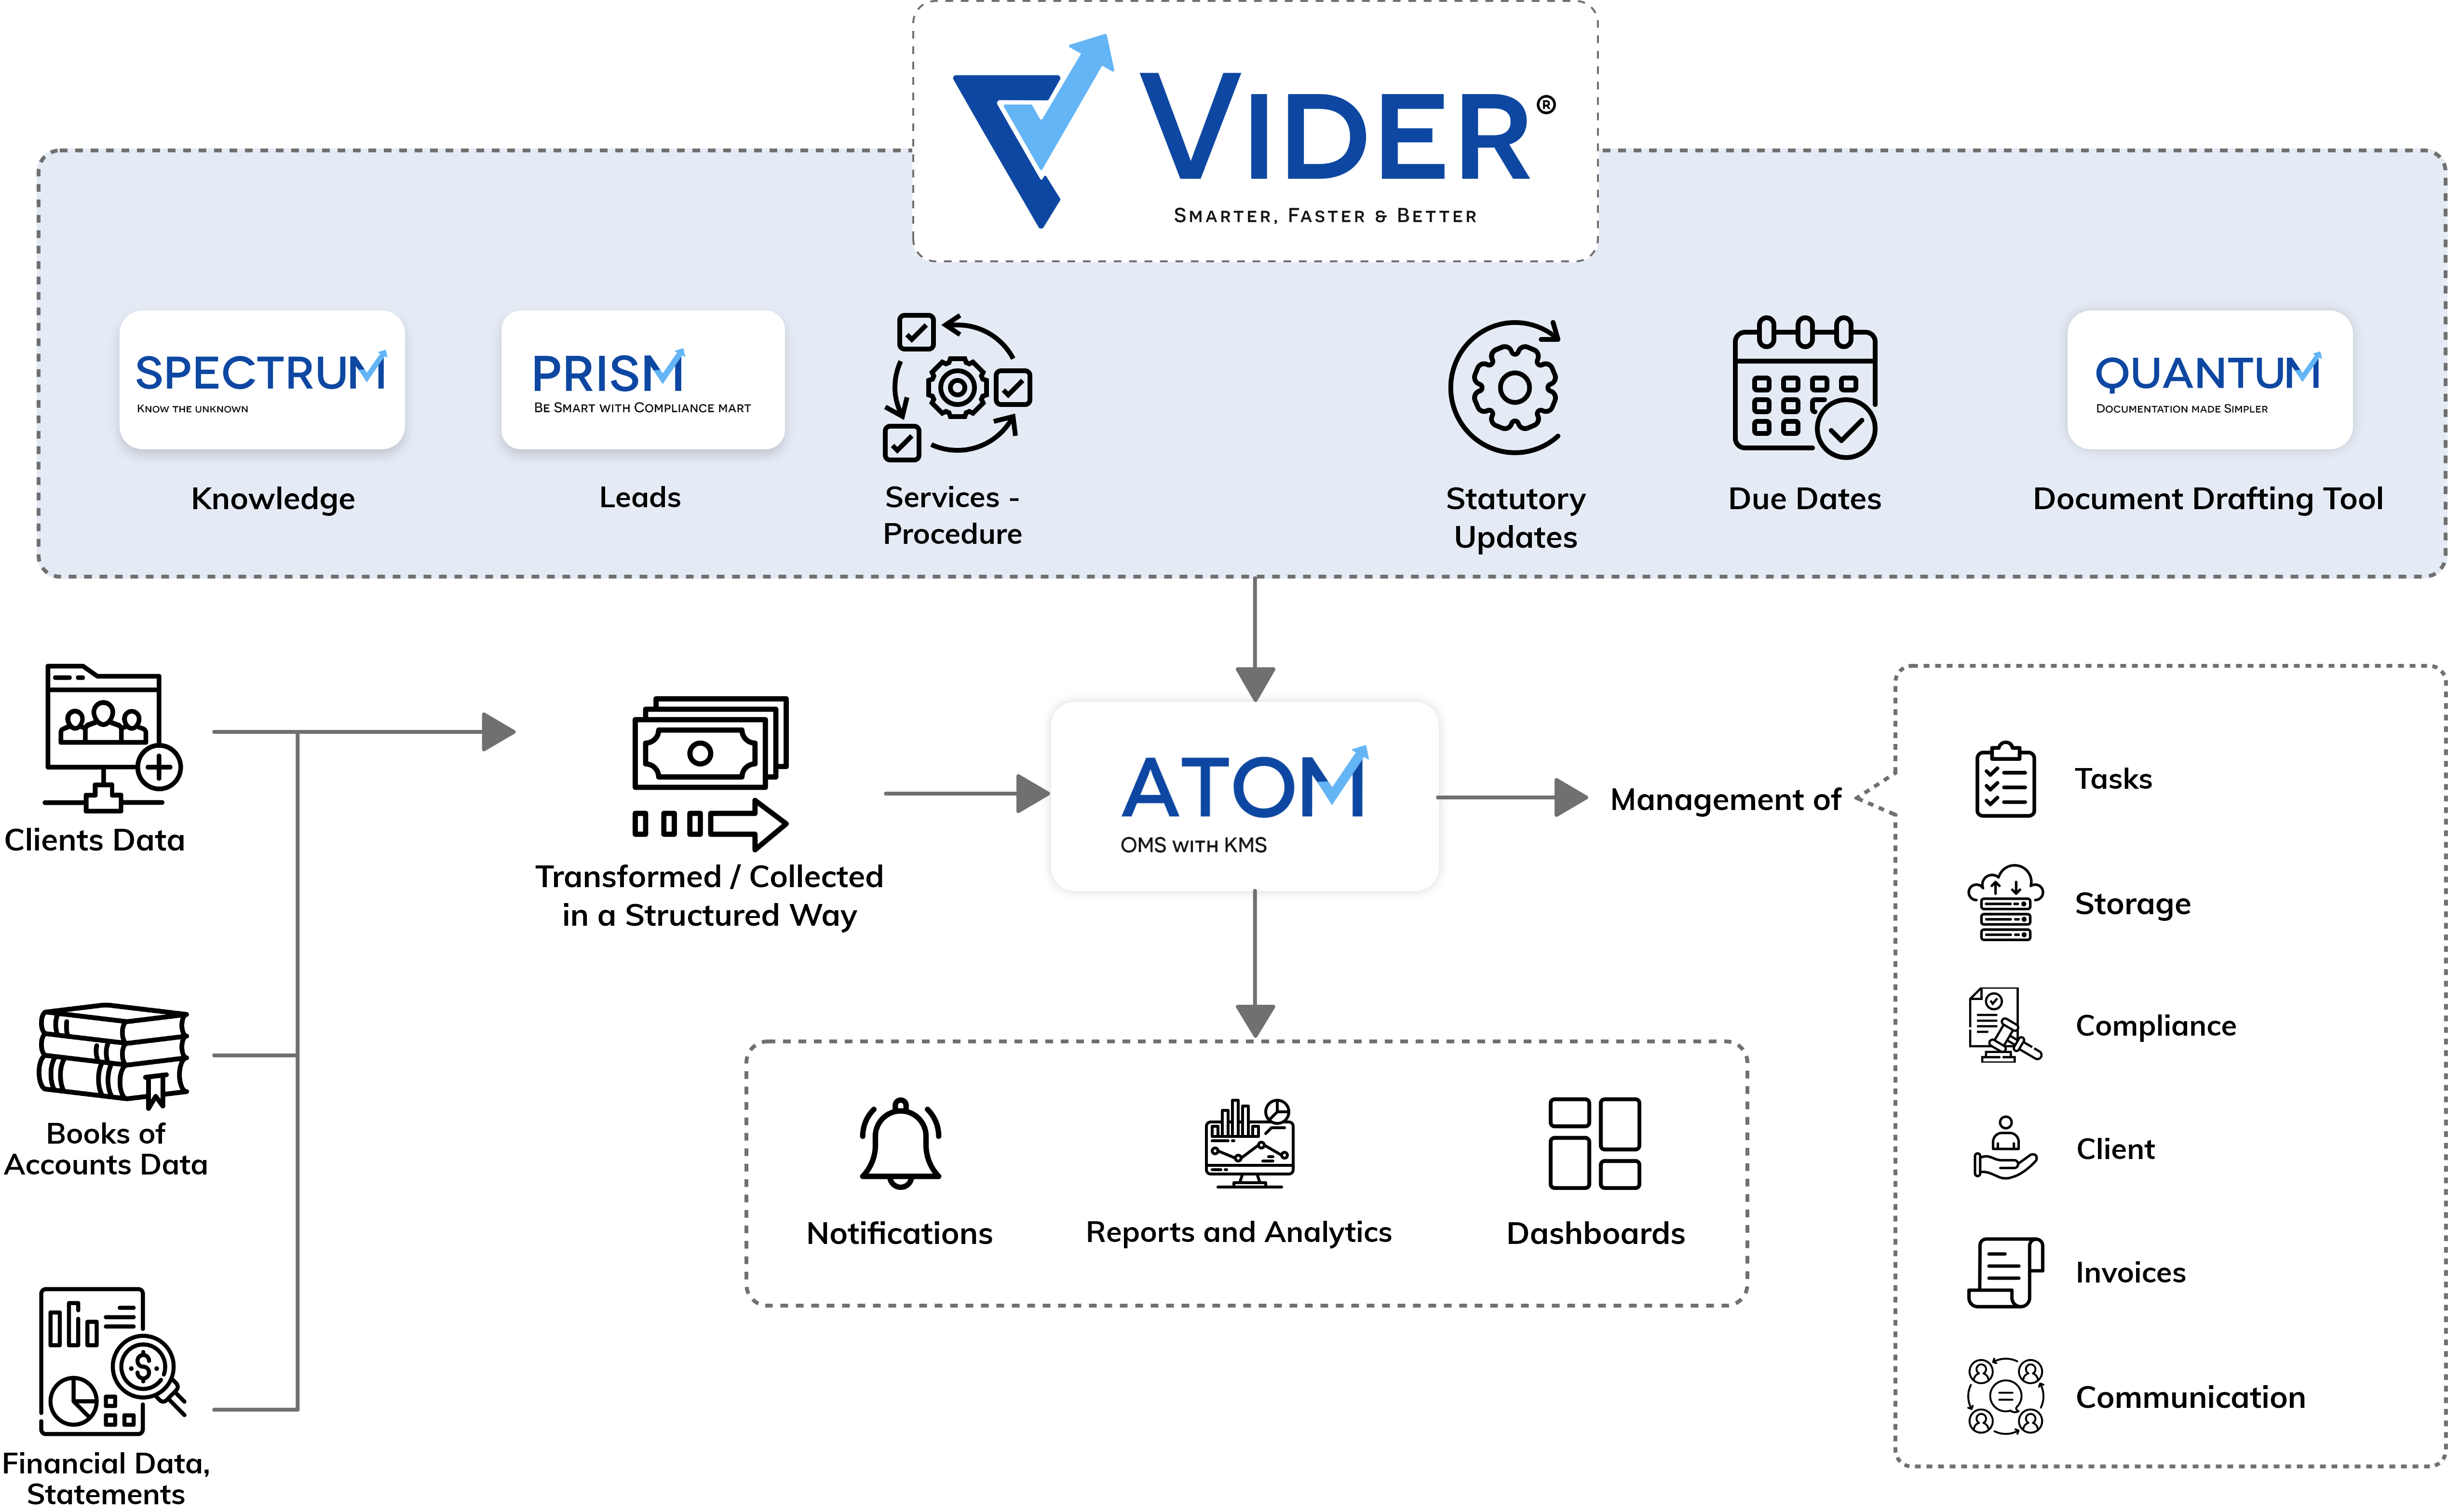 VIDER®
SMARTER, FASTER & BETTER
SPECTRUM
KNOW THE UNKNOWN
Knowledge
PRISM
BE SMART WITH COMPLIANCE MART
Leads
Services -
Procedure
Statutory
Updates
Due Dates
QUANTUM
DOCUMENTATION MADE SIMPLER
Document Drafting Tool
Clients Data
Books of
Accounts Data
Financial Data,
Statements
Transformed / Collected
in a Structured Way
ATOM
OMS WITH KMS
Management of
Tasks
Storage
Compliance
Client
Invoices
Communication
Notifications
Reports and Analytics
Dashboards